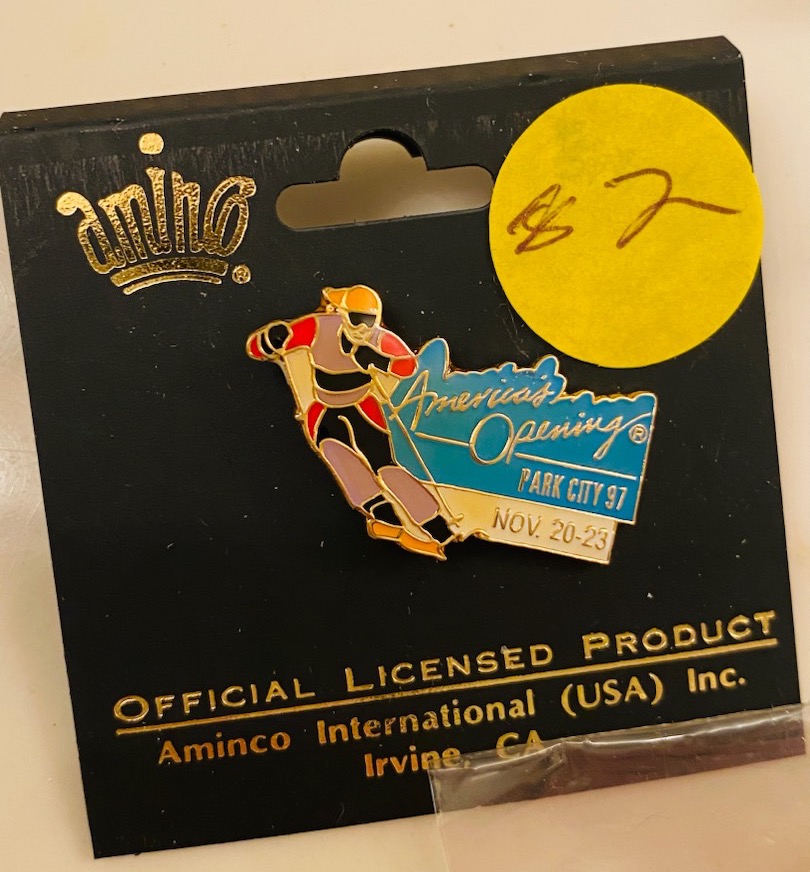 amino®
America's
Opening®
PARK CITY 97
NOV. 20-23
OFFICIAL LICENSED PRODUCT
Aminco International (USA) Inc.
Irvine, CA